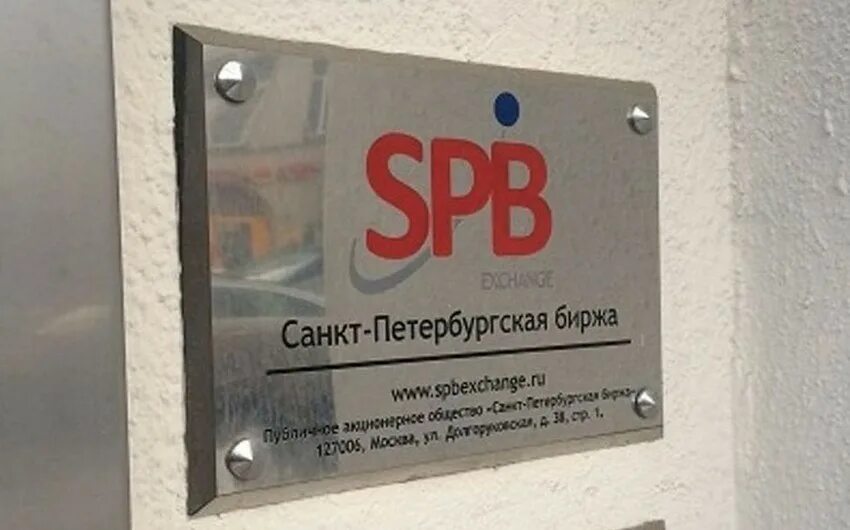 SPB
EXCHANGE
Санкт-Петербургская биржа
www.spbexchange.ru
Публичное акционерное общество «Санкт-Петербургская биржа»
127006, Москва, ул. Долгоруковская, д. 38, стр. 1.